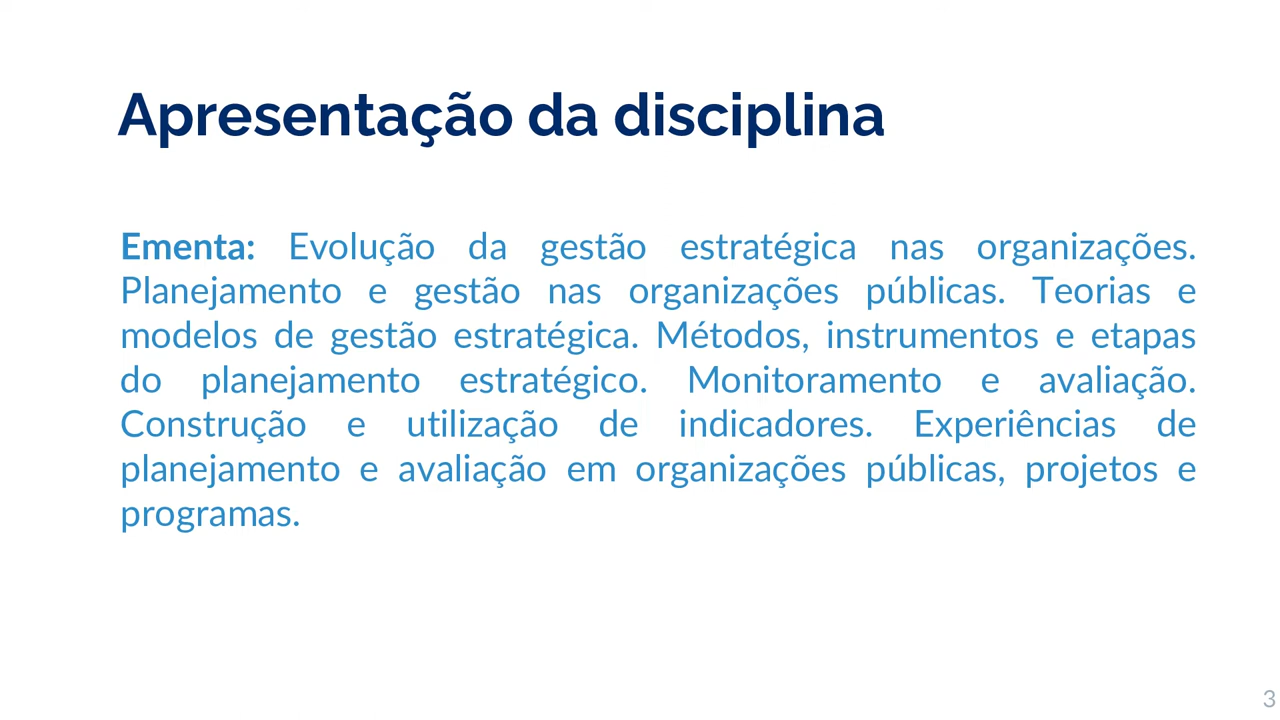 Apresentação da disciplina
Ementa: Evolução da gestão estratégica nas organizações.
Planejamento e gestão nas organizações públicas. Teorias e
modelos de gestão estratégica. Métodos, instrumentos e etapas
do planejamento estratégico. Monitoramento e avaliação.
Construção e utilização de indicadores. Experiências de
planejamento e avaliação em organizações públicas, projetos e
programas.
3